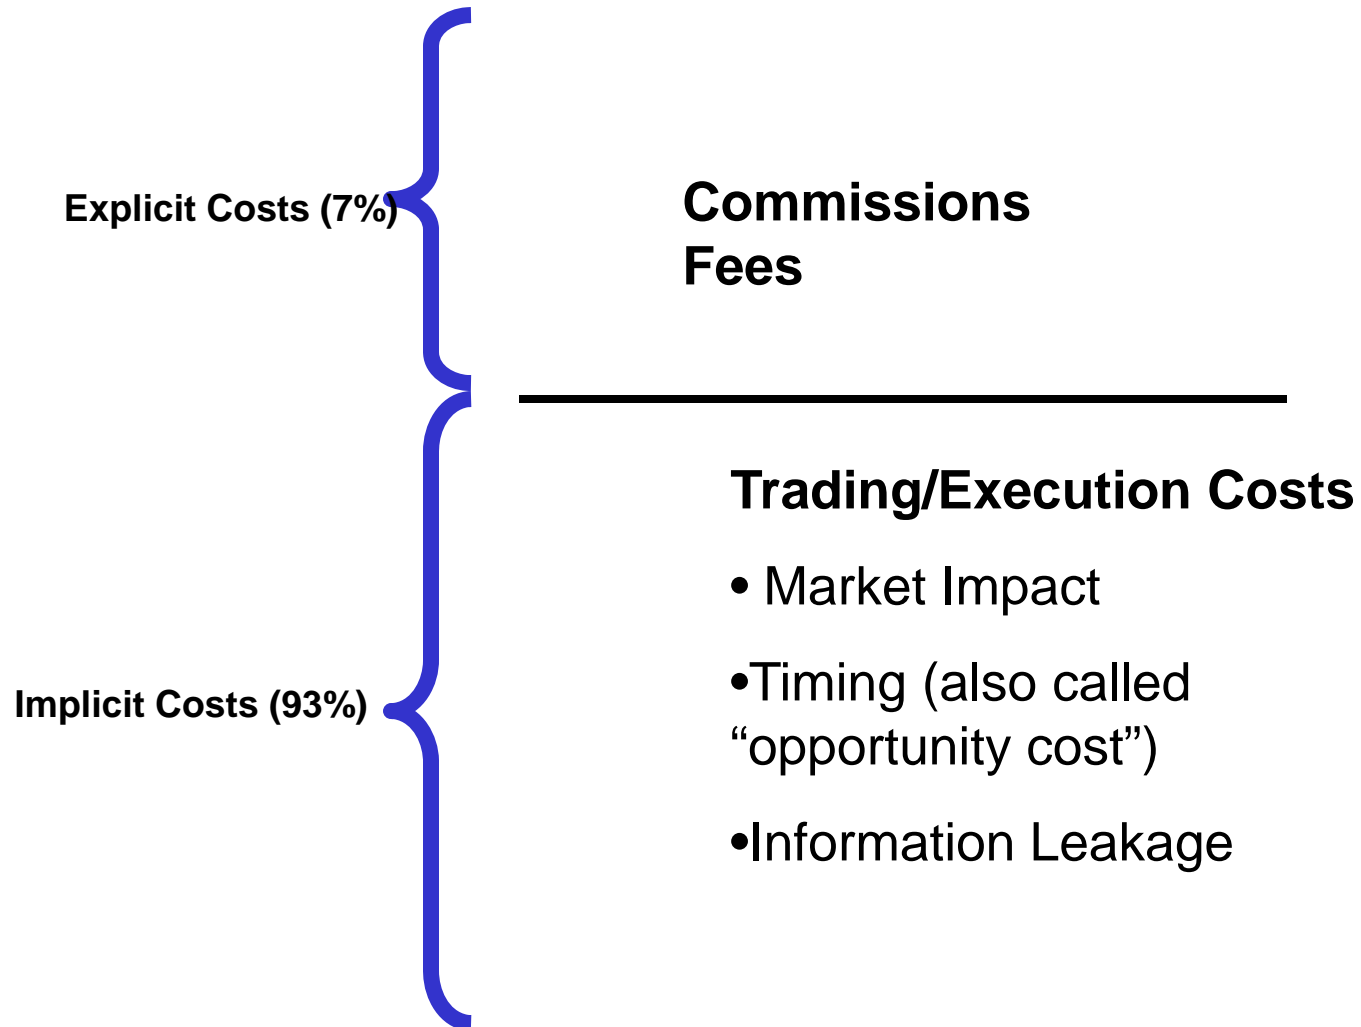 Explicit Costs (7%)
Commissions
Fees
Trading/Execution Costs
• Market Impact
•Timing (also called
“opportunity cost”)
Implicit Costs (93%)
•Information Leakage